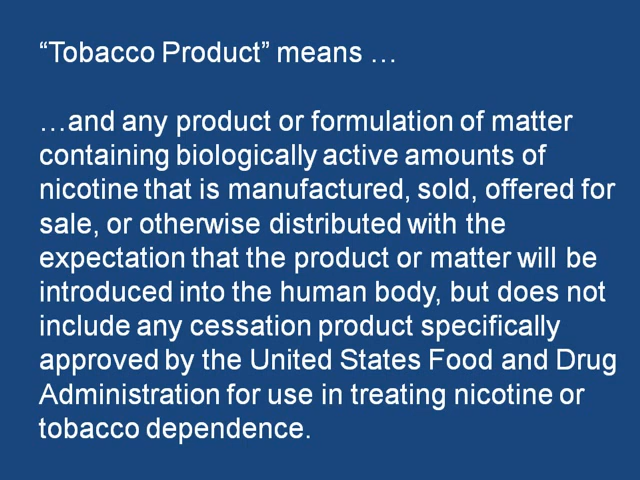 “Tobacco Product” means …
…and any product or formulation of matter
containing biologically active amounts of
nicotine that is manufactured, sold, offered for
sale, or otherwise distributed with the
expectation that the product or matter will be
introduced into the human body, but does not
include any cessation product specifically
approved by the United States Food and Drug
Administration for use in treating nicotine or
tobacco dependence.